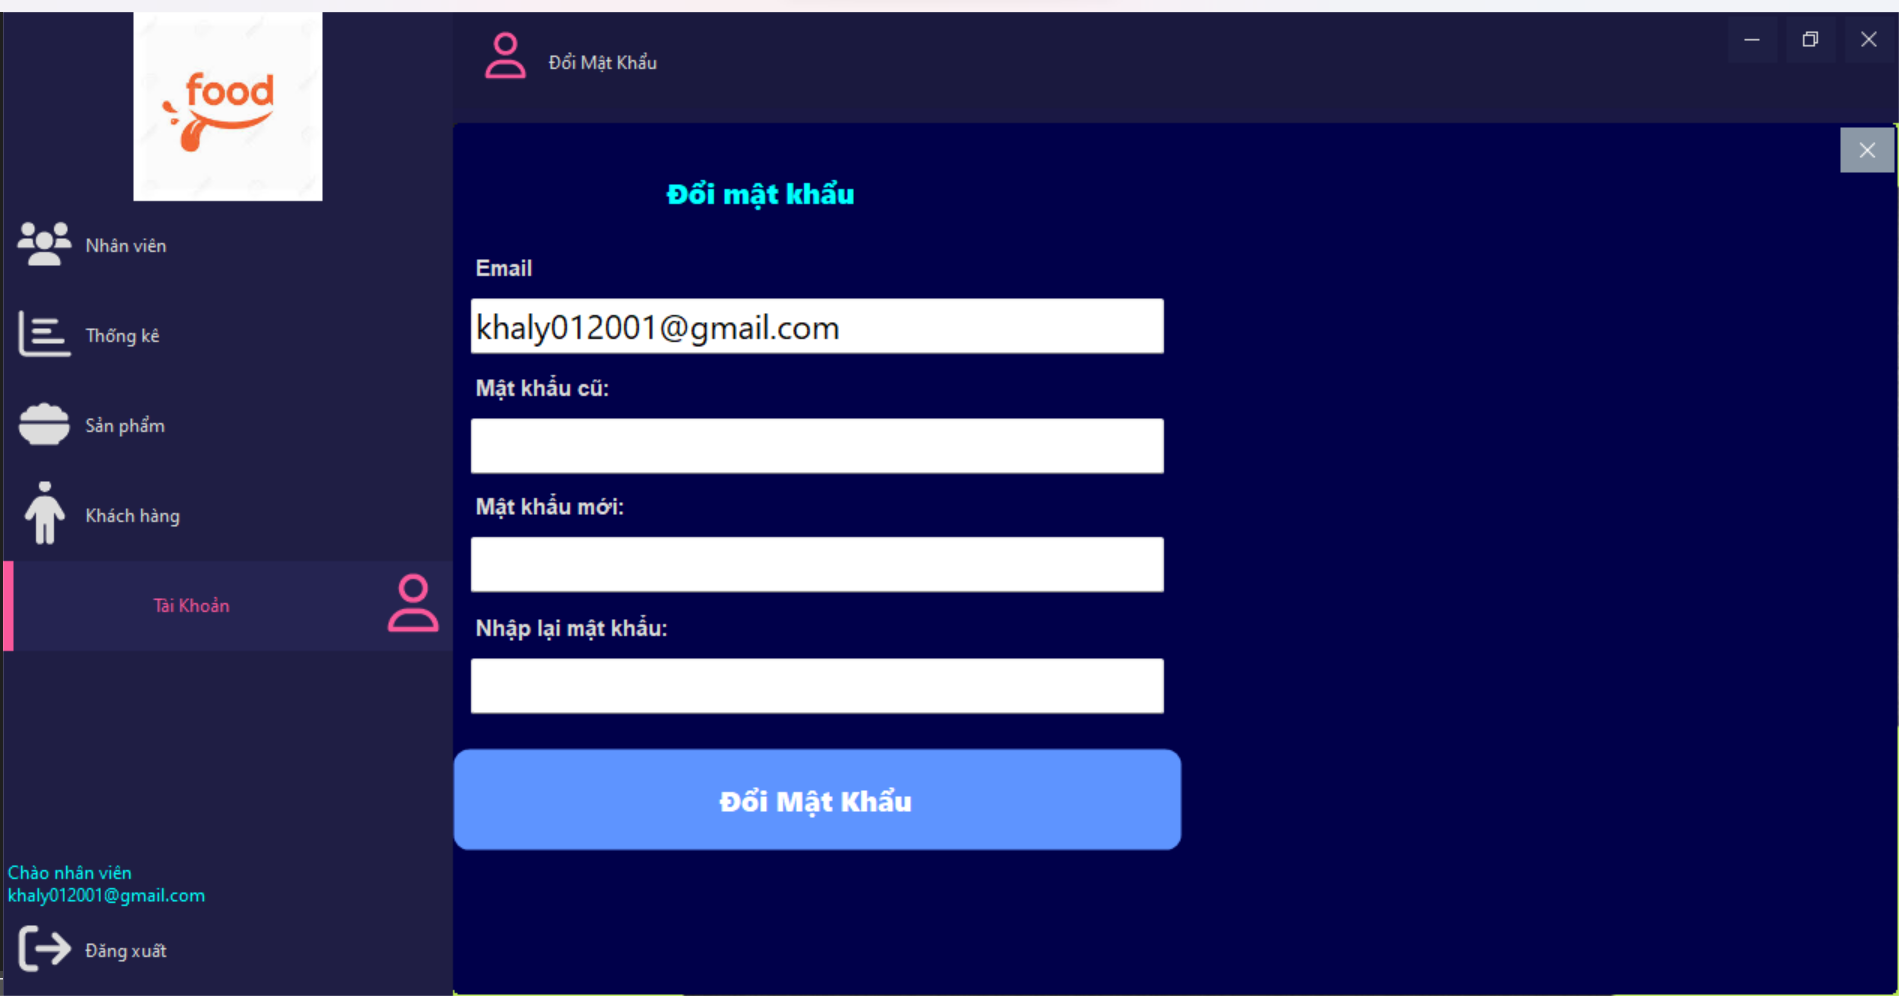 food
Nhân viên
Thống kê
Sản phẩm
Khách hàng
Tài Khoản
Chào nhân viên
khaly012001@gmail.com
Đăng xuất
Đổi Mật Khẩu
Đổi mật khẩu
Email
khaly012001@gmail.com
Mật khẩu cũ:
Mật khẩu mới:
Nhập lại mật khẩu:
Đổi Mật Khẩu